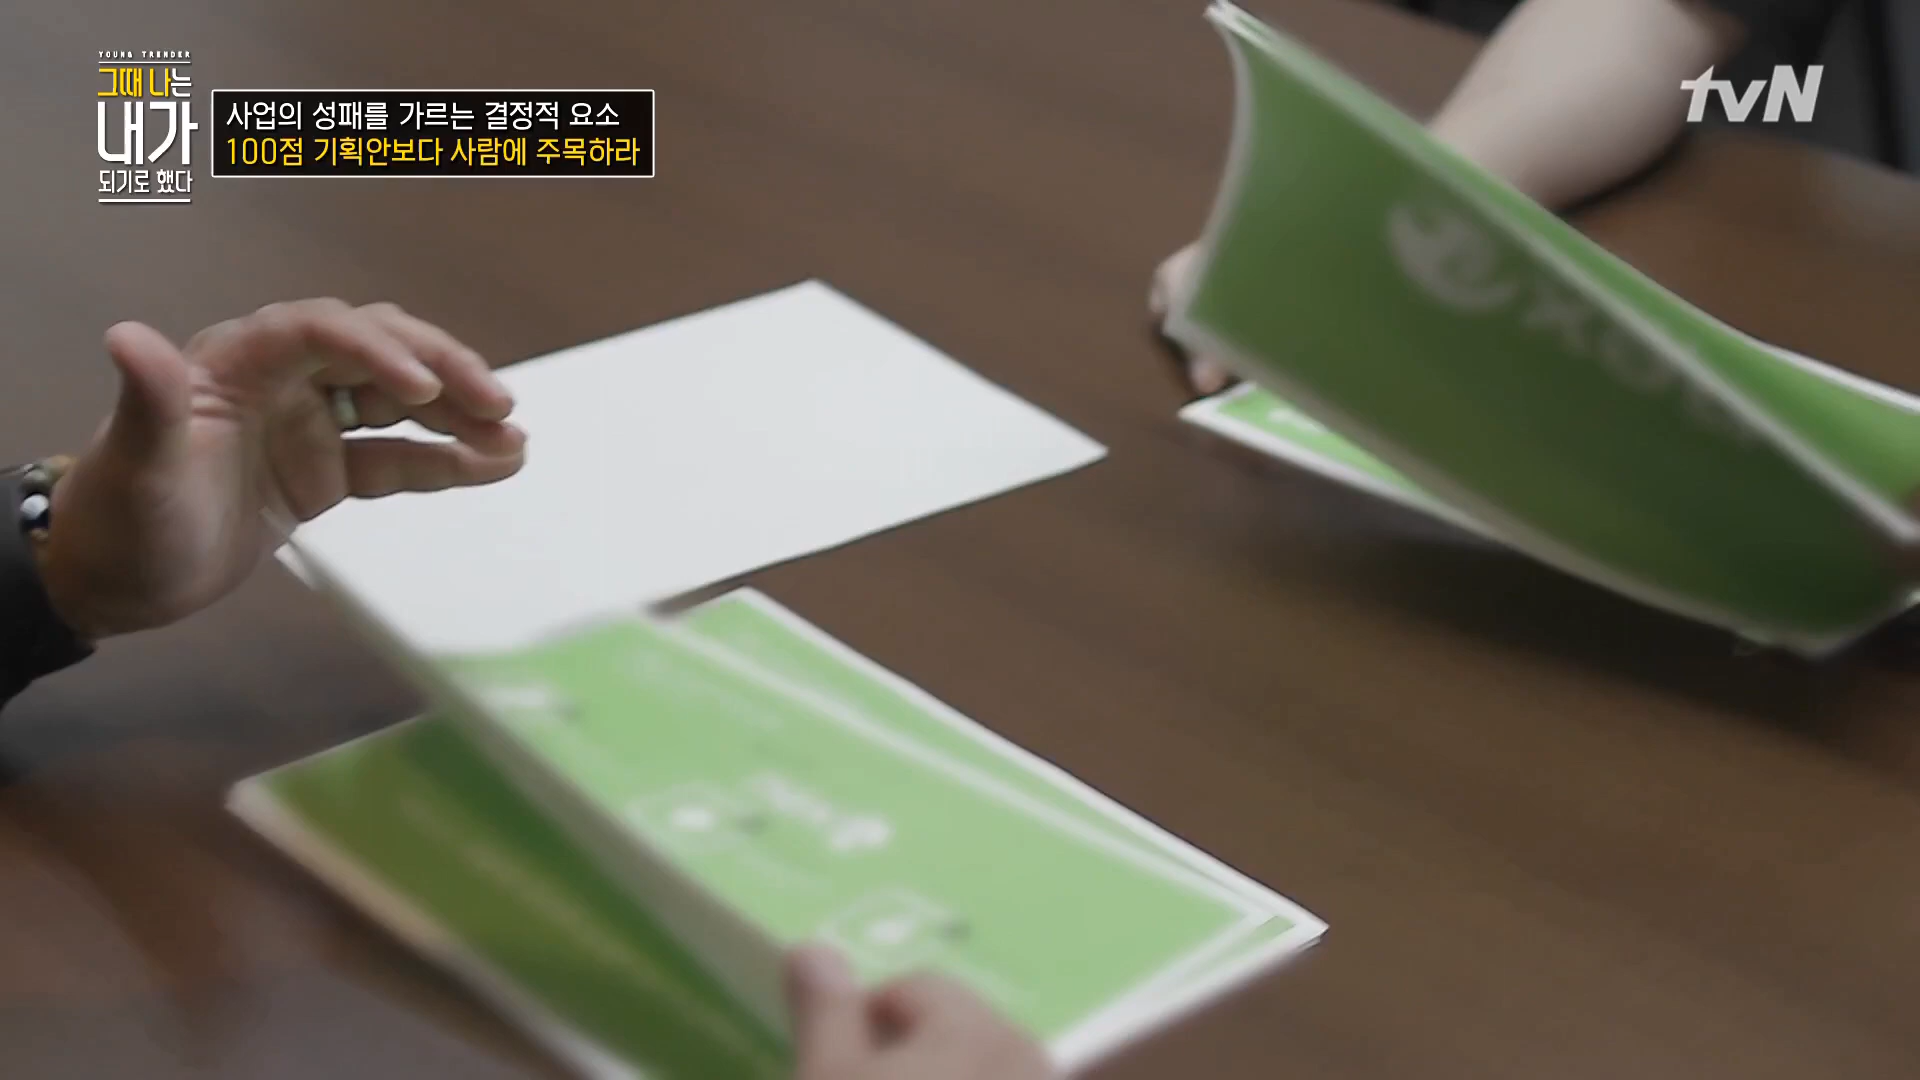 YOUNG TRENDER
그때 나는
내가
되기로 했다
사업의 성패를 가르는 결정적 요소
100점 기획안보다 사람에 주목하라
tvN